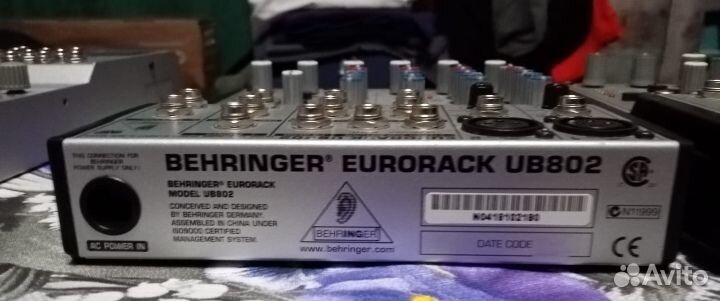 THIS CONNECTION FOR
BEHRINGER
POWER SUPPLY ONLY!
BEHRINGER® EURORACK UB802
BEHRINGER® EURORACK
MODEL UB802
CONCEIVED AND DESIGNED
BY BEHRINGER GERMANY.
ASSEMBLED IN CHINA UNDER
ISO9000 CERTIFIED
MANAGEMENT SYSTEM.
AC POWER IN
BEHRINGER
www.behringer.com
N0419102180
DATE CODE
N11999
CE
Avito